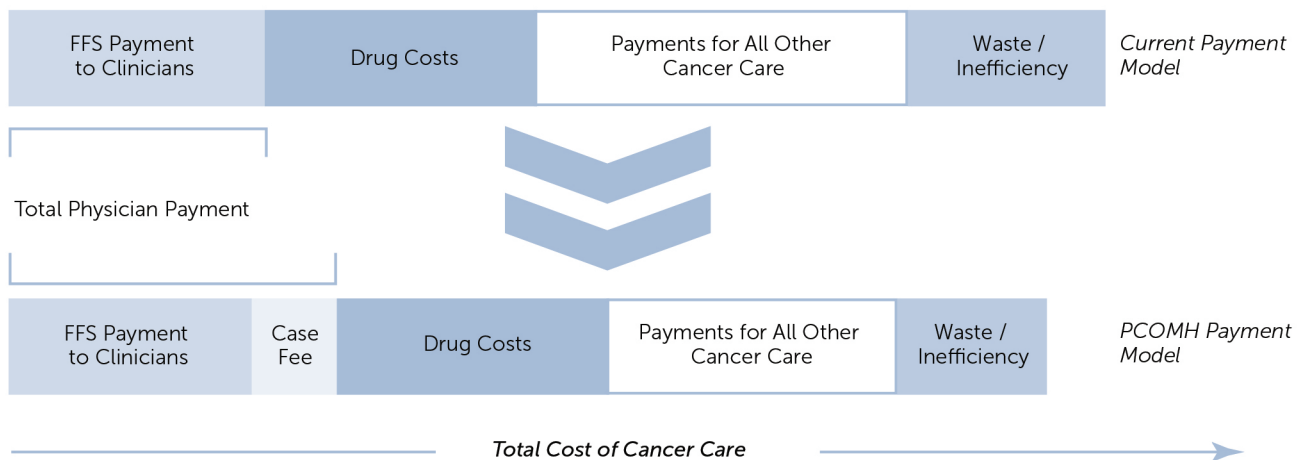 FFS Payment
to Clinicians
Drug Costs
Payments for All Other
Cancer Care
Waste /
Inefficiency
Current Payment
Model
Total Physician Payment
FFS Payment
to Clinicians
Case
Fee
Drug Costs
Payments for All Other
Cancer Care
Waste /
Inefficiency
PCOMH Payment
Model
Total Cost of Cancer Care